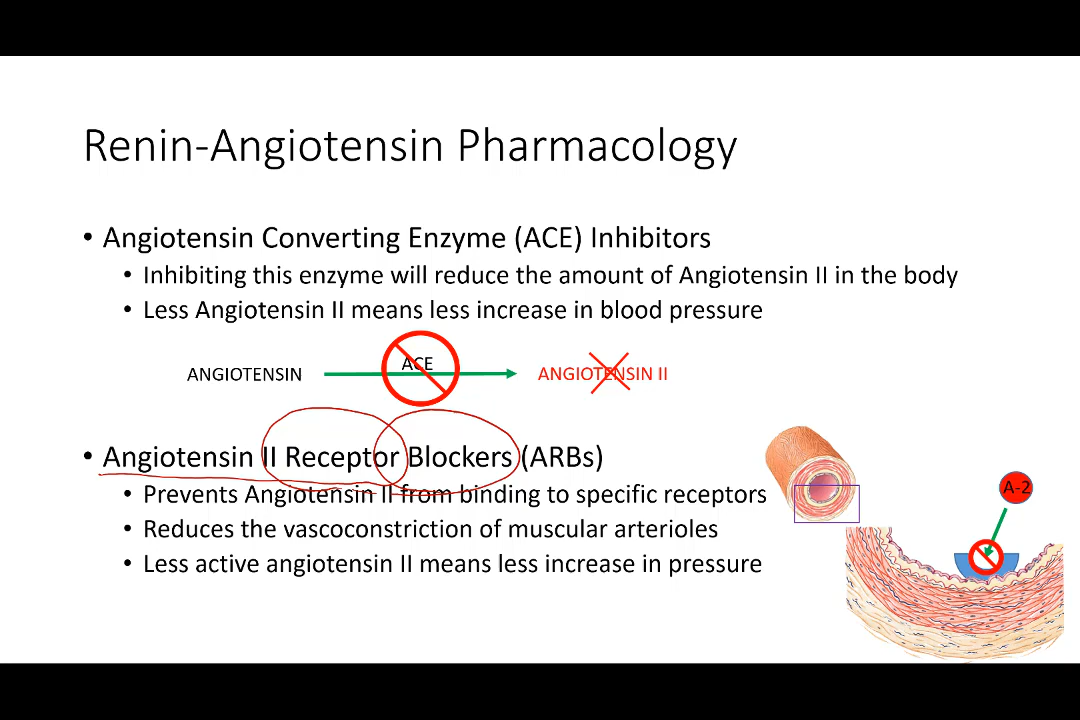 Renin-Angiotensin Pharmacology
• Angiotensin Converting Enzyme (ACE) Inhibitors
• Inhibiting this enzyme will reduce the amount of Angiotensin II in the body
• Less Angiotensin II means less increase in blood pressure
ANGIOTENSIN ACE ANGIOTENSIN II
• Angiotensin II Receptor Blockers (ARBs)
• Prevents Angiotensin II from binding to specific receptors
A-2
• Reduces the vascoconstriction of muscular arterioles
• Less active angiotensin II means less increase in pressure